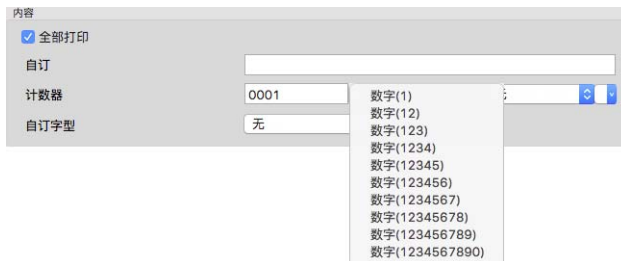 内容
全部打印
自订
计数器 0001
自订字型 无
数字(1)
数字(12)
数字(123)
数字(1234)
数字(12345)
数字(123456)
数字(1234567)
数字(12345678)
数字(123456789)
数字(1234567890)